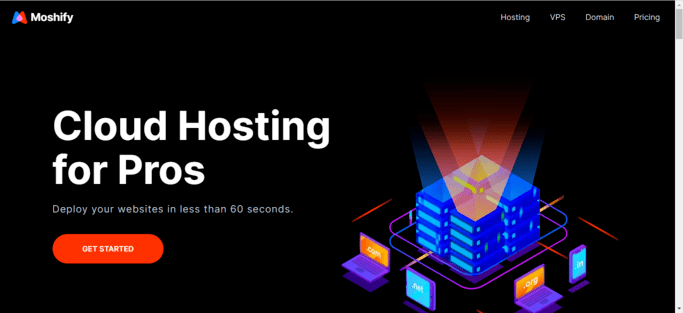 Moshify
Hosting VPS Domain Pricing
Cloud Hosting
for Pros
Deploy your websites in less than 60 seconds.
GET STARTED
.com
.in
.net
.org